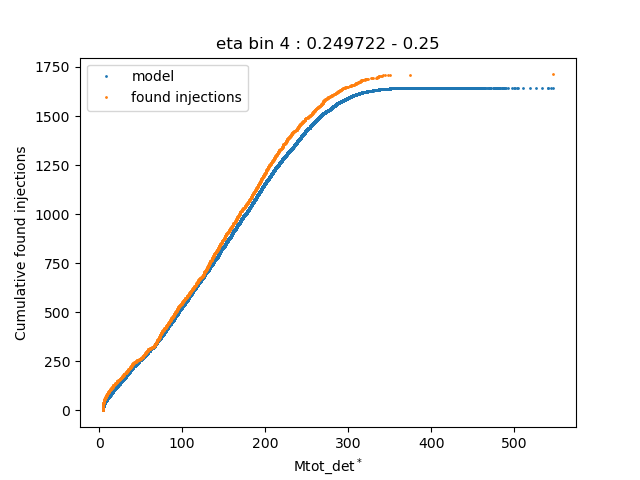 eta bin 4 : 0.249722 - 0.25
model
found injections
Cumulative found injections
1750
1500
1250
1000
750
500
250
0
0 100 200 300 400 500
Mtot_det*